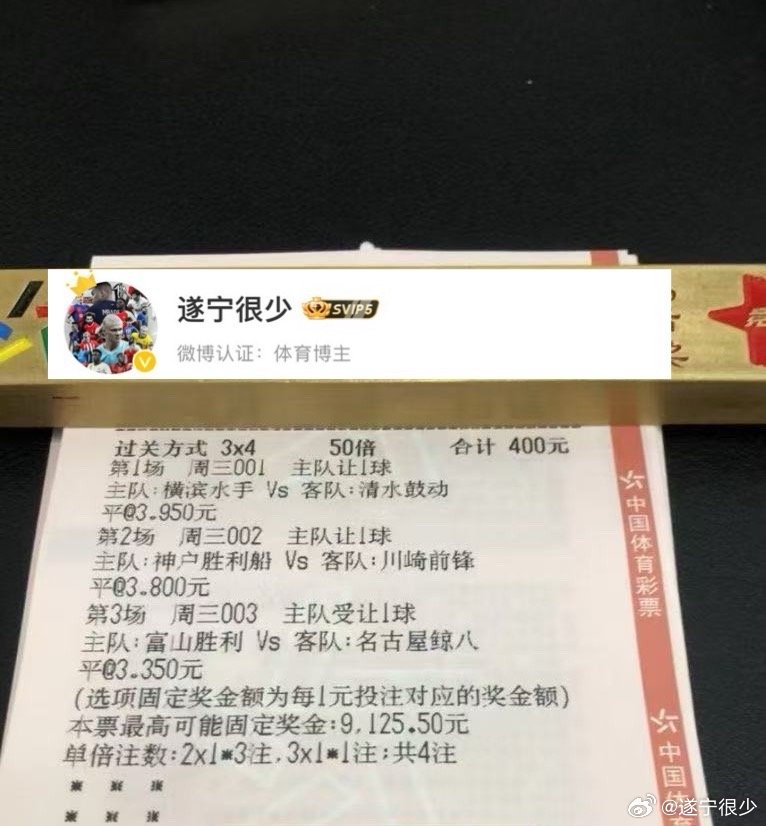 遂宁很少 SVIP5
微博认证：体育博主
过关方式 3x4 50倍 合计 400元
第1场 周三001 主队让1球
主队:横滨水手 Vs 客队:清水鼓动
平@3.950元
第2场 周三002 主队让1球
主队:神户胜利船 Vs 客队:川崎前锋
平@3.800元
第3场 周三003 主队受让1球
主队:富山胜利 Vs 客队:名古屋鲸八
平@3.350元
(选项固定奖金额为每1元投注对应的奖金额)
本票最高可能固定奖金:9,125.50元
单倍注数:2x1*3注,3x1*1注;共4注
中国体育彩票
中国体育
@遂宁很少